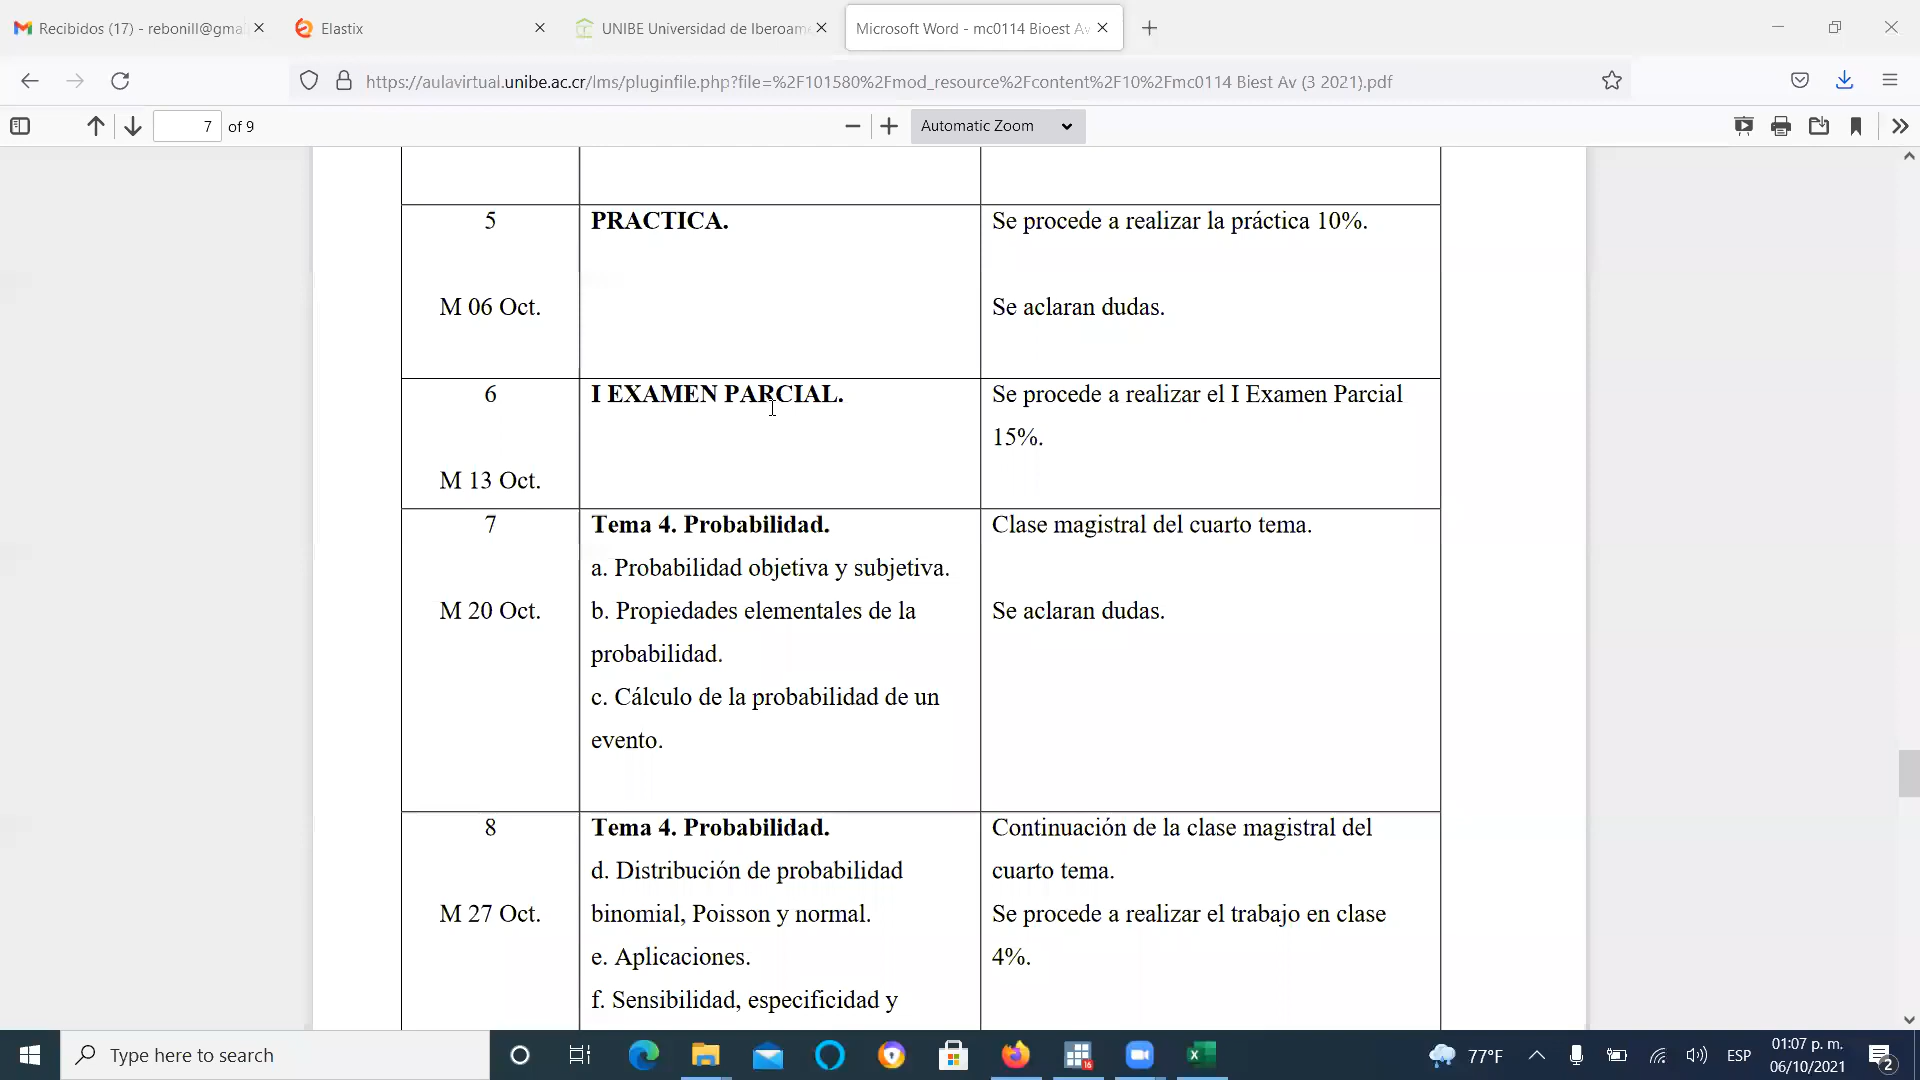 Recibidos (17) - rebonill@gma
Elastix
UNIBE Universidad de Iberoame
Microsoft Word - mc0114 Bioest Av
https://aulavirtual.unibe.ac.cr/lms/pluginfile.php?file=%2F101580%2Fmod_resource%2Fcontent%2F10%2Fmc0114 Biest Av (3 2021).pdf
7 of 9
Automatic Zoom
5
PRACTICA.
Se procede a realizar la práctica 10%.
M 06 Oct.
Se aclaran dudas.
6
I EXAMEN PARCIAL.
Se procede a realizar el I Examen Parcial
15%.
M 13 Oct.
7
Tema 4. Probabilidad.
Clase magistral del cuarto tema.
a. Probabilidad objetiva y subjetiva.
M 20 Oct.
b. Propiedades elementales de la
Se aclaran dudas.
probabilidad.
c. Cálculo de la probabilidad de un
evento.
8
Tema 4. Probabilidad.
Continuación de la clase magistral del
d. Distribución de probabilidad
cuarto tema.
M 27 Oct.
binomial, Poisson y normal.
Se procede a realizar el trabajo en clase
e. Aplicaciones.
4%.
f. Sensibilidad, especificidad y
Type here to search
16
77°F
ESP
01:07 p. m.
06/10/2021
2